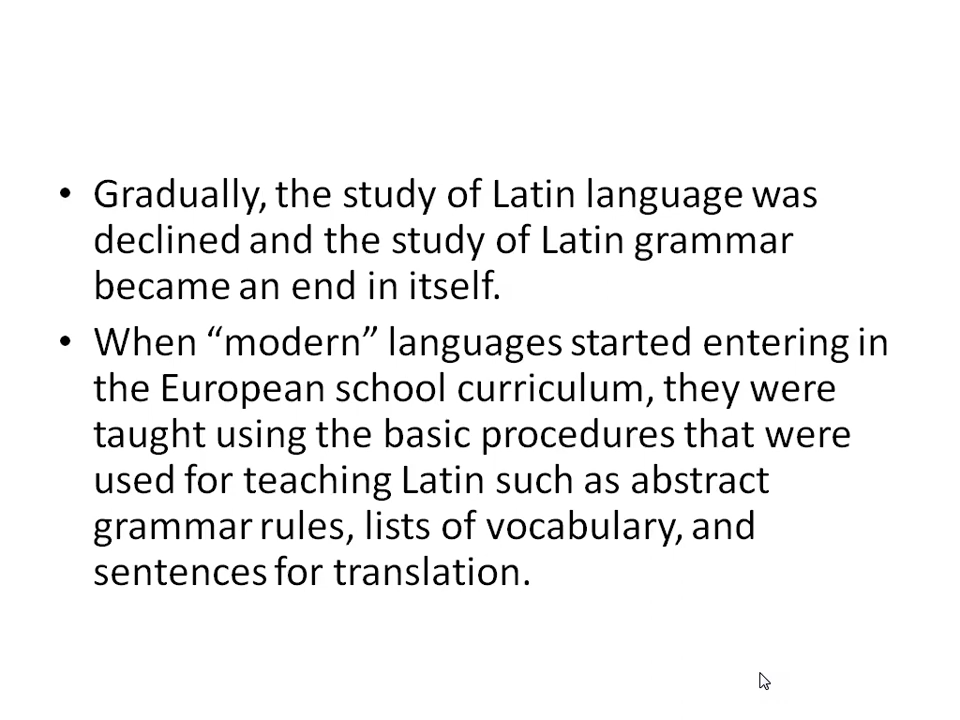 • Gradually, the study of Latin language was
declined and the study of Latin grammar
became an end in itself.
• When “modern” languages started entering in
the European school curriculum, they were
taught using the basic procedures that were
used for teaching Latin such as abstract
grammar rules, lists of vocabulary, and
sentences for translation.